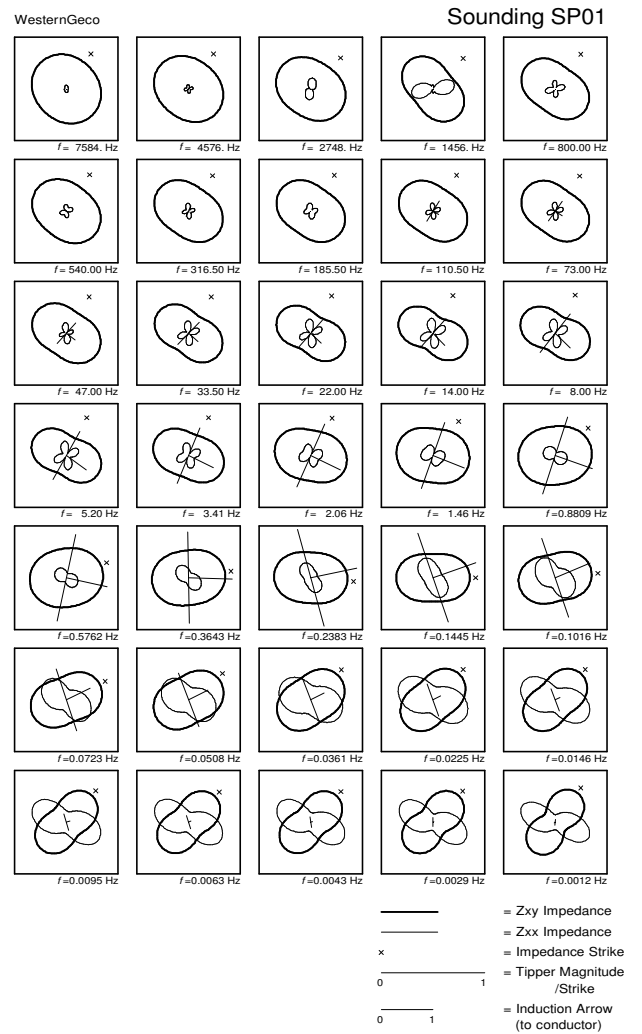 WesternGeco Sounding SP01
f = 7584. Hz f = 4576. Hz f = 2748. Hz f = 1456. Hz f = 800.00 Hz
f = 540.00 Hz f = 316.50 Hz f = 185.50 Hz f = 110.50 Hz f = 73.00 Hz
f = 47.00 Hz f = 33.50 Hz f = 22.00 Hz f = 14.00 Hz f = 8.00 Hz
f = 5.20 Hz f = 3.41 Hz f = 2.06 Hz f = 1.46 Hz f =0.8809 Hz
f =0.5762 Hz f =0.3643 Hz f =0.2383 Hz f =0.1445 Hz f =0.1016 Hz
f =0.0723 Hz f =0.0508 Hz f =0.0361 Hz f =0.0225 Hz f =0.0146 Hz
f =0.0095 Hz f =0.0063 Hz f =0.0043 Hz f =0.0029 Hz f =0.0012 Hz
= Zxy Impedance
= Zxx Impedance
× = Impedance Strike
= Tipper Magnitude
0 1 /Strike
= Induction Arrow
0 1 (to conductor)